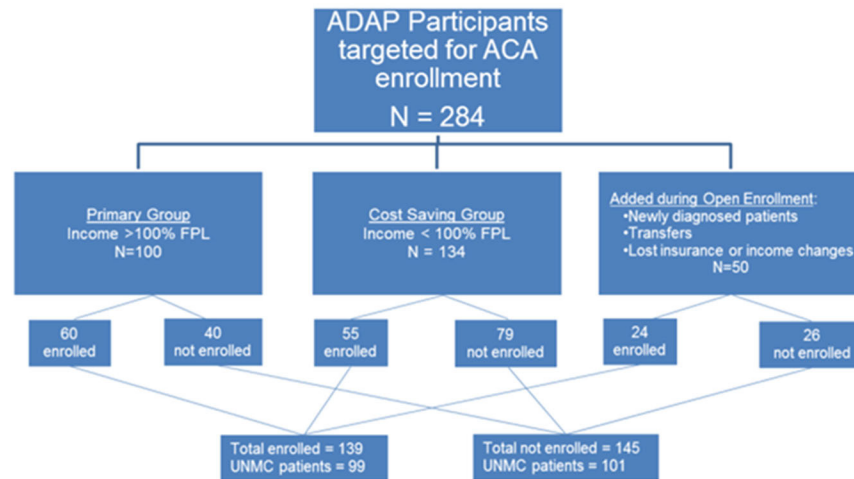 ADAP Participants
targeted for ACA
enrollment
N = 284
Primary Group
Income >100% FPL
N=100
Cost Saving Group
Income < 100% FPL
N = 134
Added during Open Enrollment:
•Newly diagnosed patients
•Transfers
•Lost insurance or income changes
N=50
60
enrolled
40
not enrolled
55
enrolled
79
not enrolled
24
enrolled
26
not enrolled
Total enrolled = 139
UNMC patients = 99
Total not enrolled = 145
UNMC patients = 101